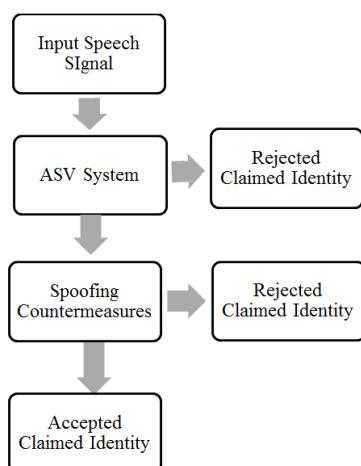 Input Speech
SIgnal
ASV System
Rejected
Claimed Identity
Spoofing
Countermeasures
Rejected
Claimed Identity
Accepted
Claimed Identity